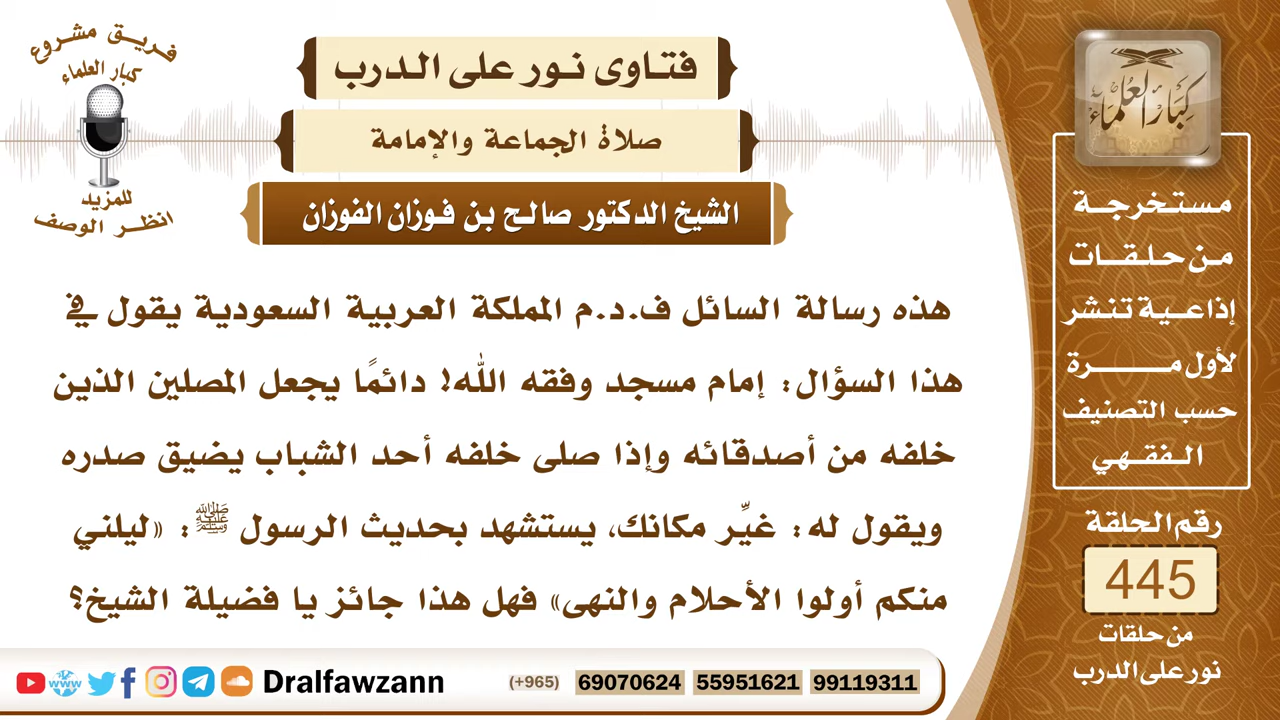 فريق مشروع
كبار العلماء
للمزيد
انظر الوصف
فتاوى نور على الدرب
صلاة الجماعة والإمامة
الشيخ الدكتور صالح بن فوزان الفوزان
هذه رسالة السائل ف.د.م المملكة العربية السعودية يقول في
هذا السؤال: إمام مسجد وفقه الله! دائمًا يجعل المصلين الذين
خلفه من أصدقائه وإذا صلى خلفه أحد الشباب يضيق صدره
ويقول له: غيِّر مكانك، يستشهد بحديث الرسول ﷺ: «ليلني
منكم أولوا الأحلام والنهى» فهل هذا جائز يا فضيلة الشيخ؟
كبار العلماء
مستخرجة
من حلقات
إذاعية تنشر
لأول مرة
حسب التصنيف
الفقهي
رقم الحلقة
445
من حلقات
نور على الدرب
www Dralfawzann (+965) 69070624 55951621 99119311